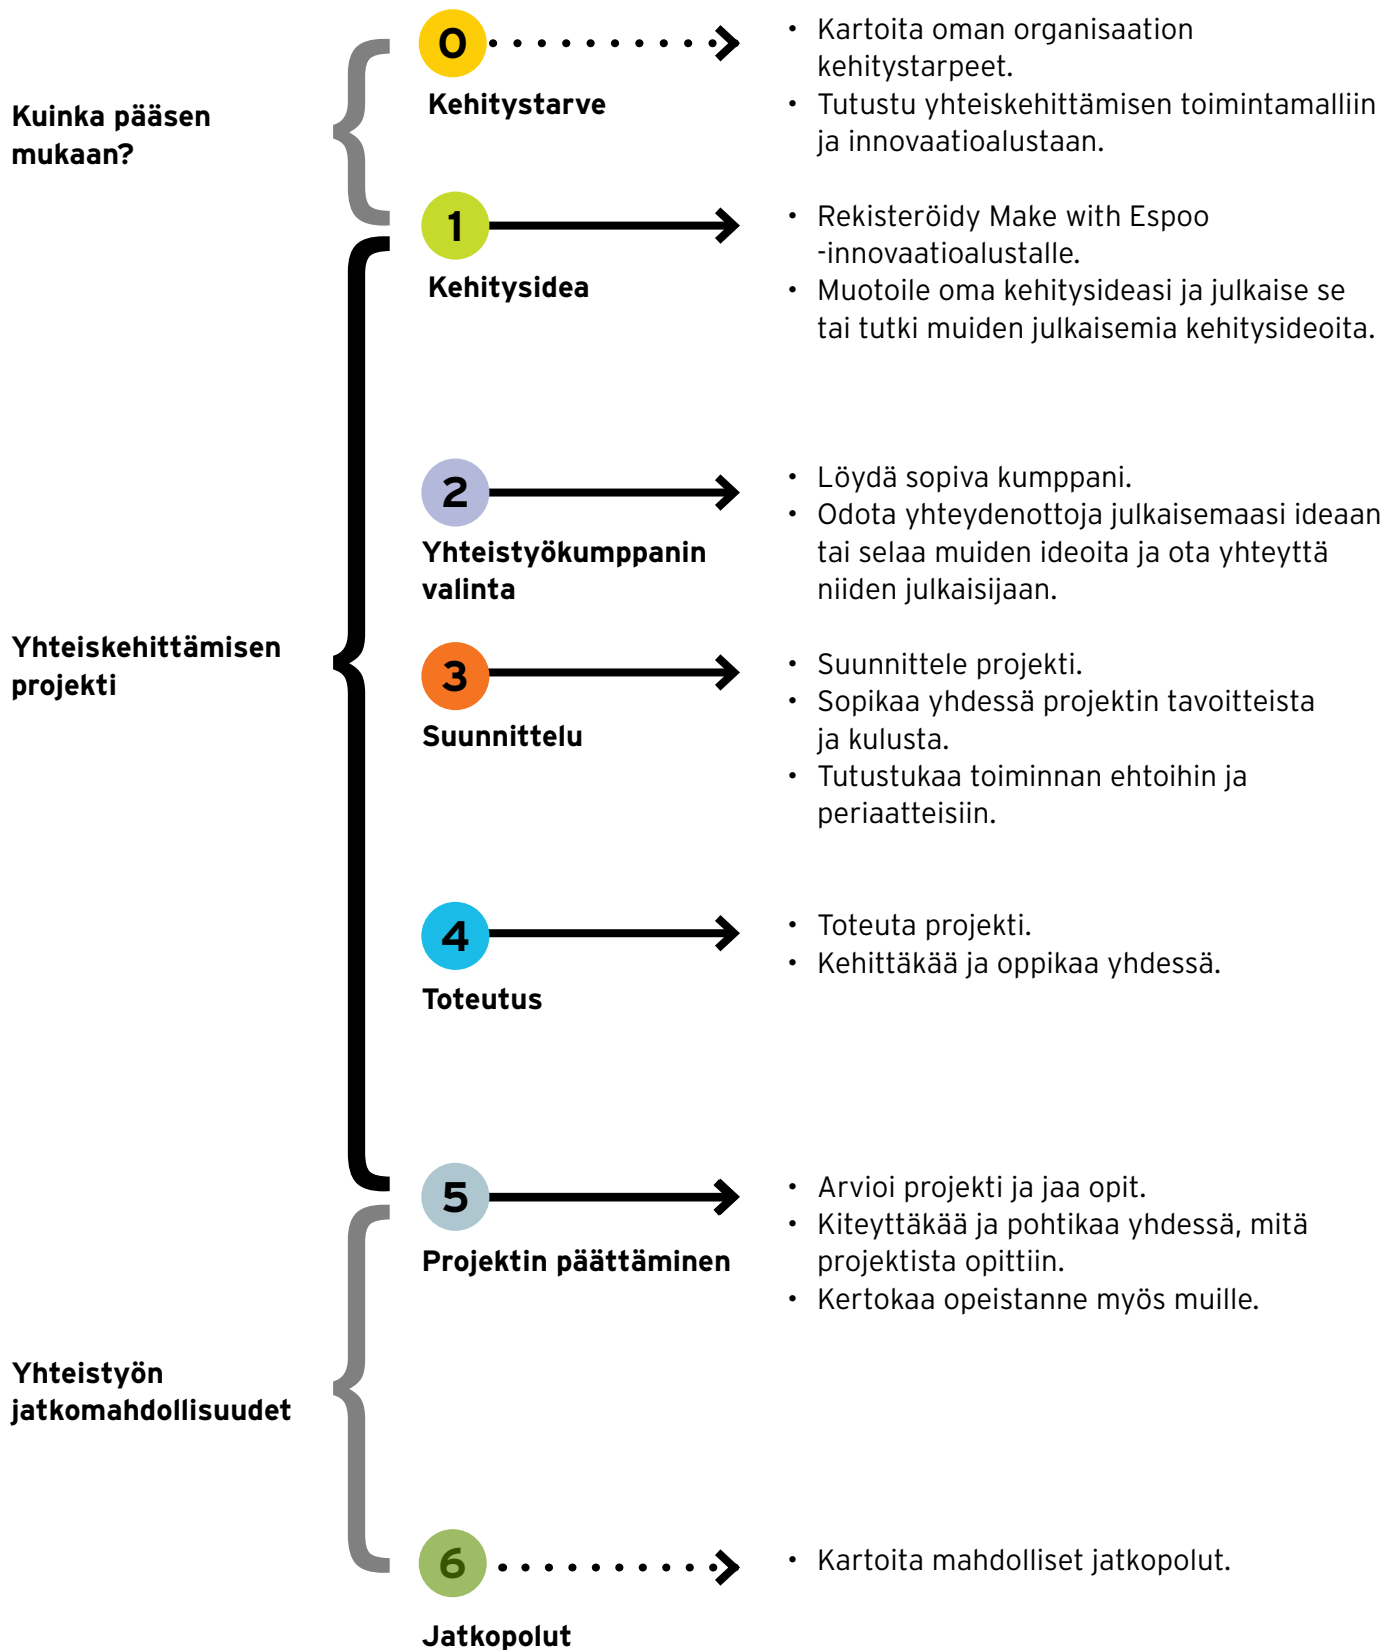 Kuinka pääsen
mukaan?
0
Kehitystarve
• Kartoita oman organisaation
kehitystarpeet.
• Tutustu yhteiskehittämisen toimintamalliin
ja innovaatioalustaan.
1
Kehitysidea
• Rekisteröidy Make with Espoo
-innovaatioalustalle.
• Muotoile oma kehitysideasi ja julkaise se
tai tutki muiden julkaisemia kehitysideoita.
Yhteiskehittämisen
projekti
2
Yhteistyökumppanin
valinta
• Löydä sopiva kumppani.
• Odota yhteydenottoja julkaisemaasi ideaan
tai selaa muiden ideoita ja ota yhteyttä
niiden julkaisijaan.
3
Suunnittelu
• Suunnittele projekti.
• Sopikaa yhdessä projektin tavoitteista
ja kulusta.
• Tutustukaa toiminnan ehtoihin ja
periaatteisiin.
4
Toteutus
• Toteuta projekti.
• Kehittäkää ja oppikaa yhdessä.
5
Projektin päättäminen
• Arvioi projekti ja jaa opit.
• Kiteyttäkää ja pohtikaa yhdessä, mitä
projektista opittiin.
• Kertokaa opeistanne myös muille.
Yhteistyön
jatkomahdollisuudet
6
Jatkopolut
• Kartoita mahdolliset jatkopolut.